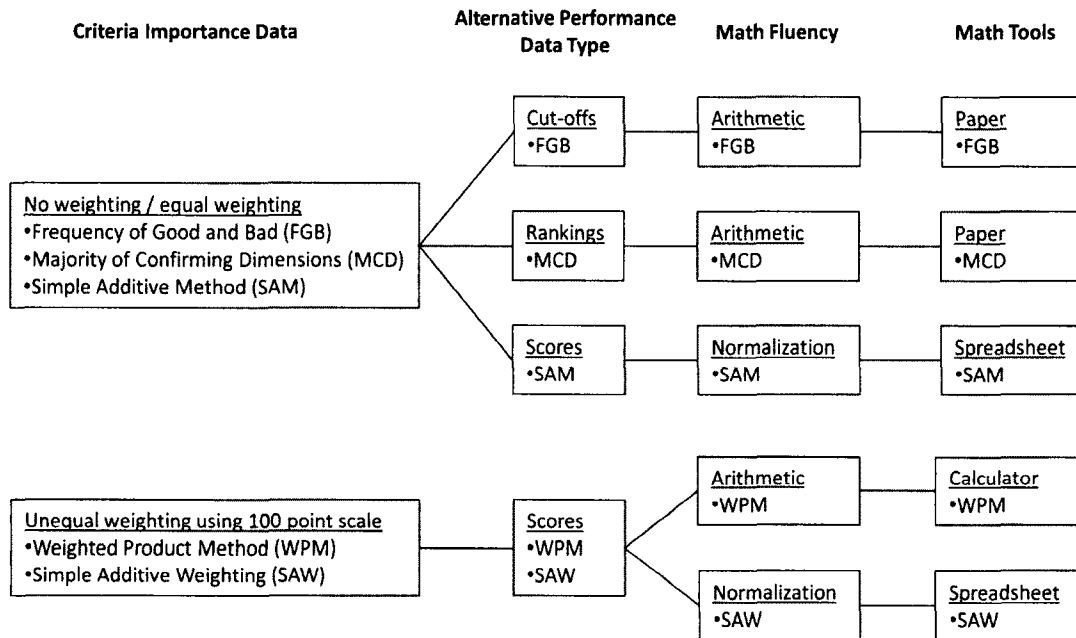 Criteria Importance Data
Alternative Performance
Data Type
Math Fluency
Math Tools
Cut-offs
•FGB
Arithmetic
•FGB
Paper
•FGB
No weighting / equal weighting
•Frequency of Good and Bad (FGB)
•Majority of Confirming Dimensions (MCD)
•Simple Additive Method (SAM)
Rankings
•MCD
Arithmetic
•MCD
Paper
•MCD
Scores
•SAM
Normalization
•SAM
Spreadsheet
•SAM
Unequal weighting using 100 point scale
•Weighted Product Method (WPM)
•Simple Additive Weighting (SAW)
Scores
•WPM
•SAW
Arithmetic
•WPM
Calculator
•WPM
Normalization
•SAW
Spreadsheet
•SAW